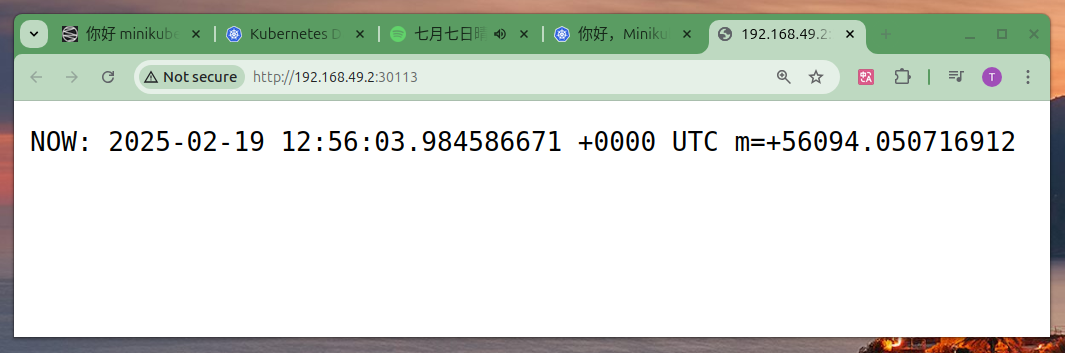 你好 minikube
Kubernetes D
七月七日晴
你好，Miniku
192.168.49.2:
Not secure
http://192.168.49.2:30113
T
NOW: 2025-02-19 12:56:03.984586671 +0000 UTC m=+56094.050716912